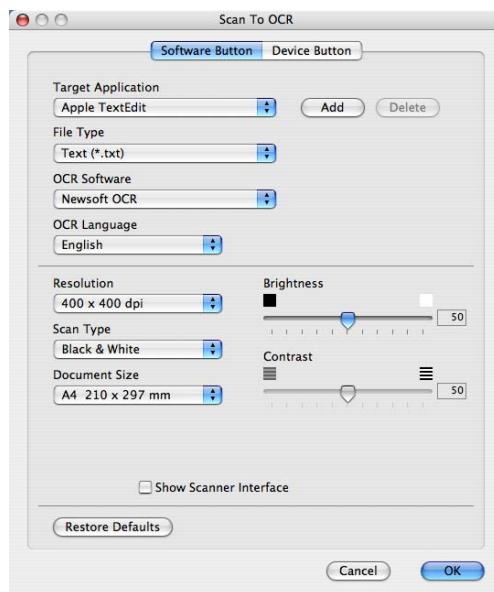 Scan To OCR
Software Button Device Button
Target Application
Apple TextEdit Add Delete
File Type
Text (*.txt)
OCR Software
Newsoft OCR
OCR Language
English
Resolution Brightness
400 x 400 dpi 50
Scan Type
Black & White Contrast
Document Size
A4 210 x 297 mm 50
Show Scanner Interface
Restore Defaults
Cancel OK